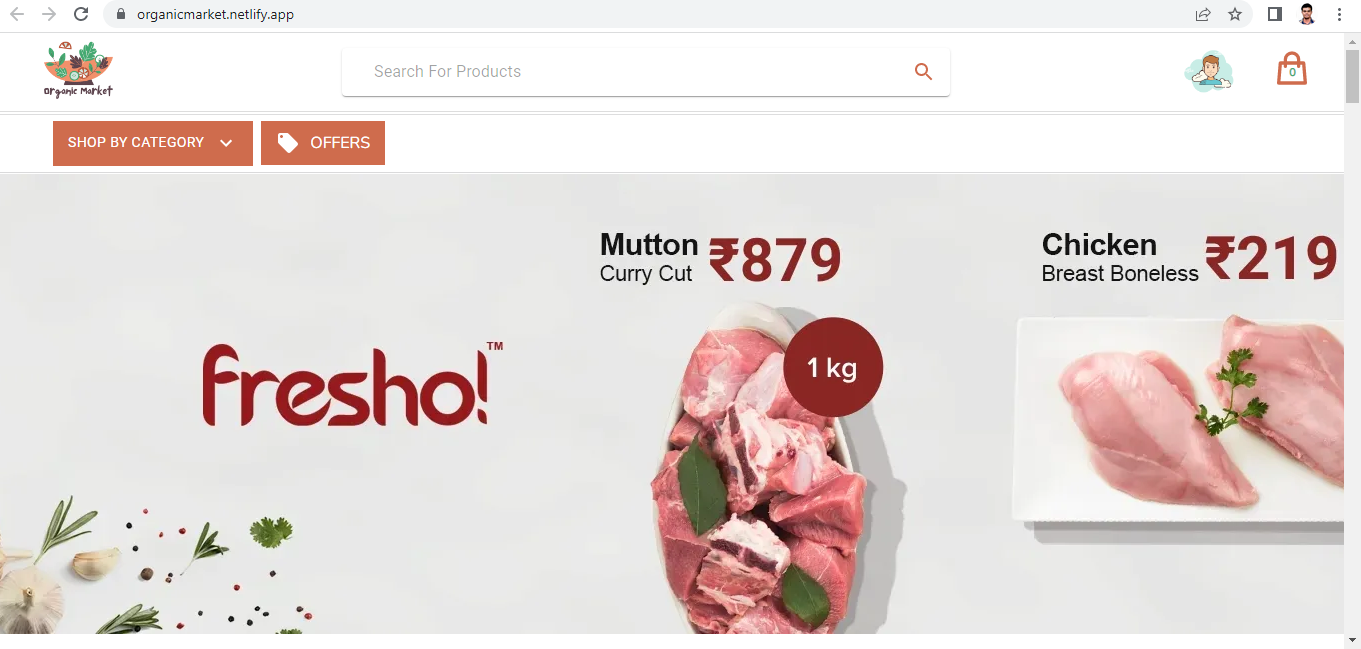 organicmarket.netlify.app
organic market
Search For Products
0
SHOP BY CATEGORY
OFFERS
Mutton
Curry Cut
₹879
Chicken
Breast Boneless
₹219
fresho!™
1 kg